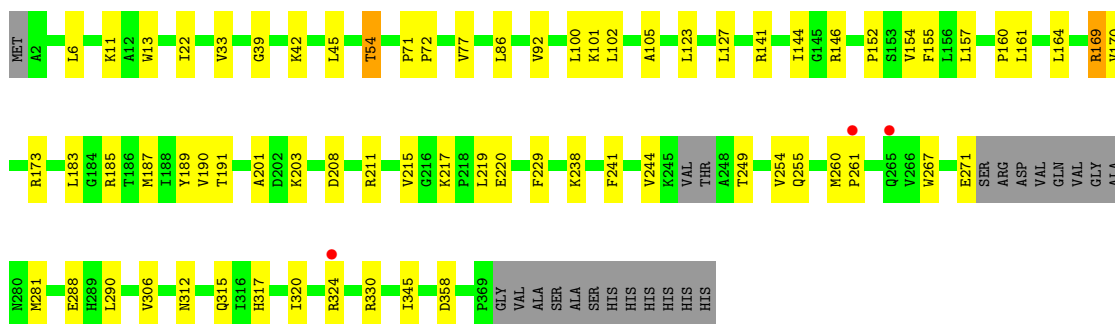 MET A2 L6 K11 A12 W13 I22 V33 G39 K42 L45 T54 P71 P72 V77 L86 V92 L100 K101 L102 A105 L123 L127 R141 I144 G145 R146 P152 S153 V154 F155 L156 L157 P160 L161 L164 R169 V170
R173 L183 G184 R185 T186 M187 I188 Y189 V190 T191 A201 D202 K203 D208 R211 V215 G216 K217 P218 L219 E220 F229 K238 F241 V244 K245 VAL THR A248 T249 V254 Q255 M260 P261 Q265 V266 W267 E271 SER ARG ASP VAL GLN VAL GLY ALA
N280 M281 E288 H289 L290 V306 N312 Q315 I316 H317 I320 R324 R330 I345 D358 P369 GLY VAL ALA SER ALA SER HIS HIS HIS HIS HIS HIS